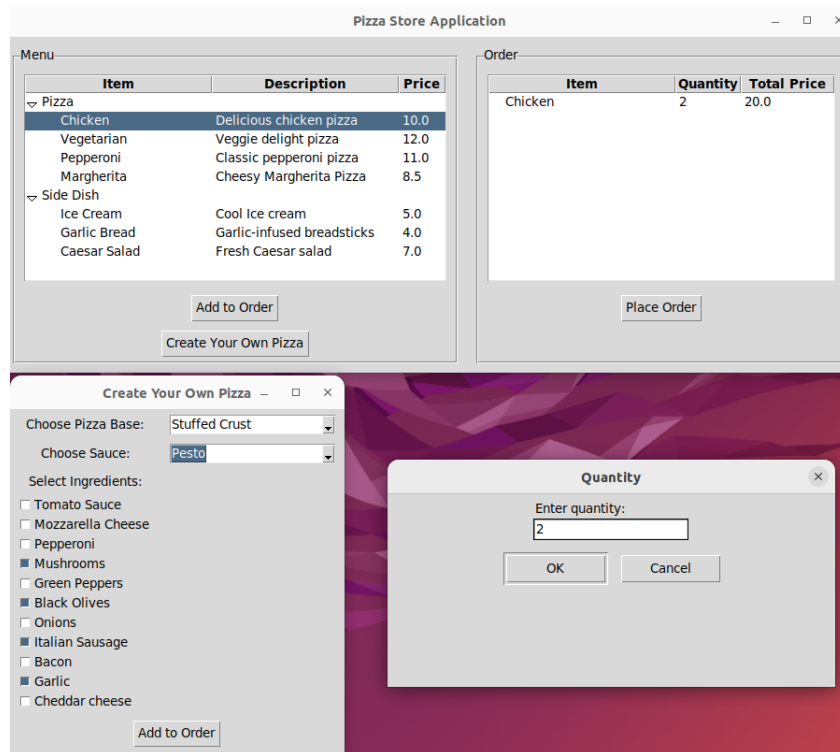 Pizza Store Application
Menu
Item Description Price
Pizza
Chicken Delicious chicken pizza 10.0
Vegetarian Veggie delight pizza 12.0
Pepperoni Classic pepperoni pizza 11.0
Margherita Cheesy Margherita Pizza 8.5
Side Dish
Ice Cream Cool Ice cream 5.0
Garlic Bread Garlic-infused breadsticks 4.0
Caesar Salad Fresh Caesar salad 7.0
Add to Order
Create Your Own Pizza
Order
Item Quantity Total Price
Chicken 2 20.0
Place Order
Create Your Own Pizza
Choose Pizza Base: Stuffed Crust
Choose Sauce: Pesto
Select Ingredients:
Tomato Sauce
Mozzarella Cheese
Pepperoni
Mushrooms
Green Peppers
Black Olives
Onions
Italian Sausage
Bacon
Garlic
Cheddar cheese
Add to Order
Quantity
Enter quantity:
2
OK Cancel